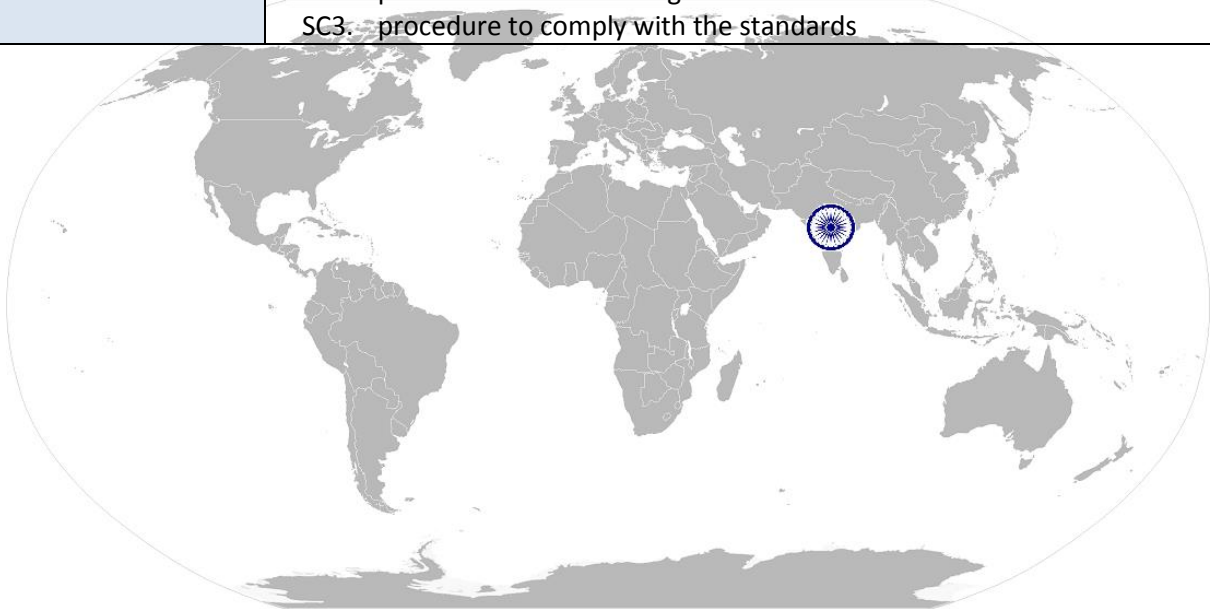 SC3. procedure to comply with the standards